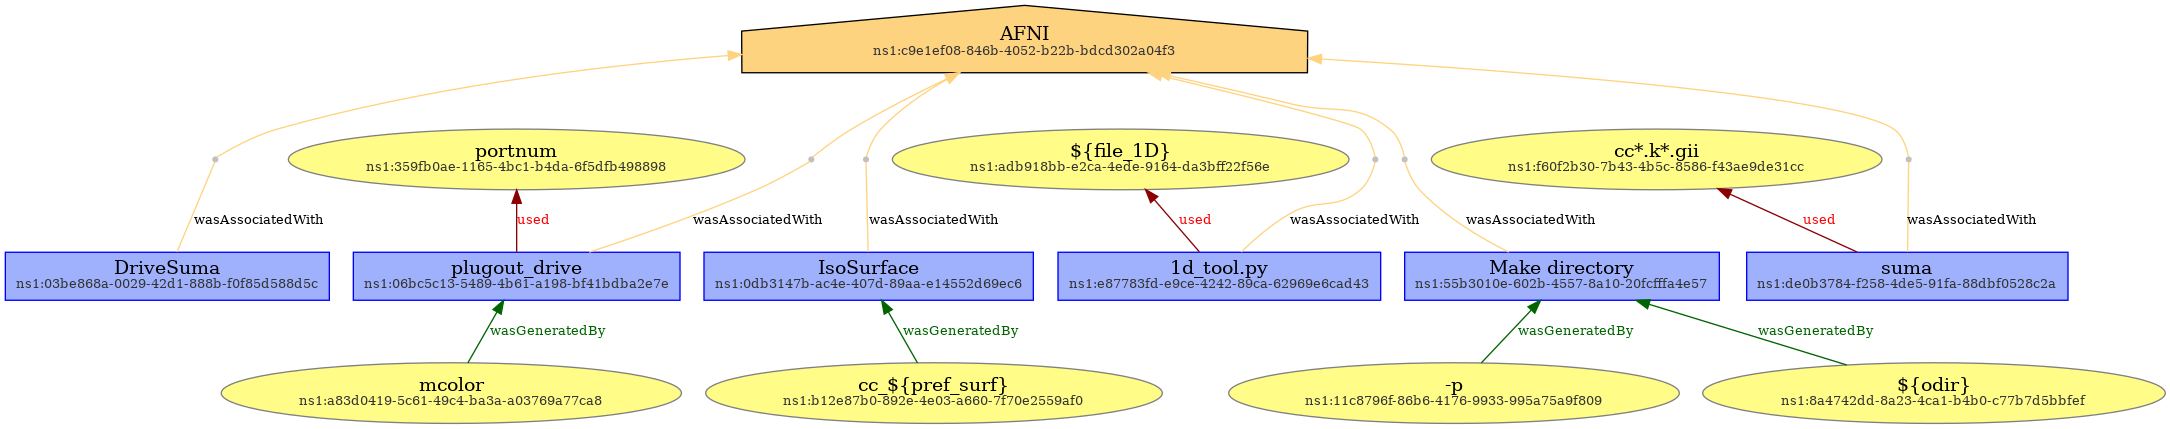 AFNI
ns1:c9e1ef08-846b-4052-b22b-bdcd302a04f3
portnum
ns1:359fb0ae-1165-4bc1-b4da-6f5dfb498898
${file_1D}
ns1:adb918bb-e2ca-4ede-9164-da3bff22f56e
cc*.k*.gii
ns1:f60f2b30-7b43-4b5c-8586-f43ae9de31cc
wasAssociatedWith
used
wasAssociatedWith
wasAssociatedWith
used
wasAssociatedWith
wasAssociatedWith
used
wasAssociatedWith
DriveSuma
ns1:03be868a-0029-42d1-888b-f0f85d588d5c
plugout_drive
ns1:06bc5c13-5489-4b61-a198-bf41bdba2e7e
IsoSurface
ns1:0db3147b-ac4e-407d-89aa-e14552d69ec6
1d_tool.py
ns1:e87783fd-e9ce-4242-89ca-62969e6cad43
Make directory
ns1:55b3010e-602b-4557-8a10-20fcfffa4e57
suma
ns1:de0b3784-f258-4de5-91fa-88dbf0528c2a
wasGeneratedBy
wasGeneratedBy
wasGeneratedBy
wasGeneratedBy
mcolor
ns1:a83d0419-5c61-49c4-ba3a-a03769a77ca8
cc_${pref_surf}
ns1:b12e87b0-892e-4e03-a660-7f70e2559af0
-p
ns1:11c8796f-86b6-4176-9933-995a75a9f809
${odir}
ns1:8a4742dd-8a23-4ca1-b4b0-c77b7d5bbfef